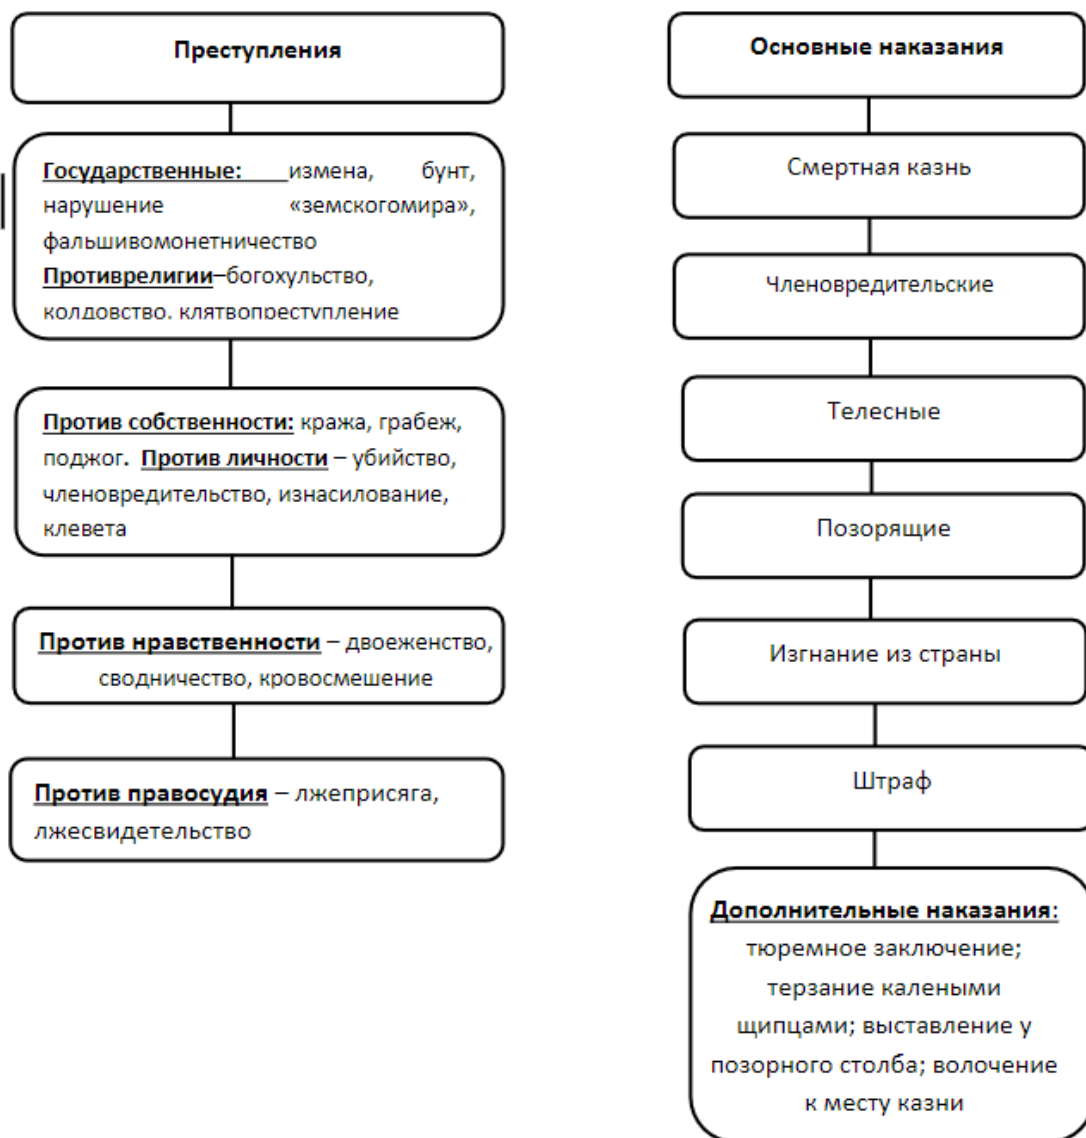 Преступления
Государственные: измена, бунт,
нарушение «земскогомира»,
фальшивомонетничество
Противрелигии–богохульство,
колдовство, клятвопреступление
Против собственности: кража, грабеж,
поджог. Против личности – убийство,
членовредительство, изнасилование,
клевета
Против нравственности – двоеженство,
сводничество, кровосмешение
Против правосудия – лжеприсяга,
лжесвидетельство
Основные наказания
Смертная казнь
Членовредительские
Телесные
Позорящие
Изгнание из страны
Штраф
Дополнительные наказания:
тюремное заключение;
терзание калеными
щипцами; выставление у
позорного столба; волочение
к месту казни